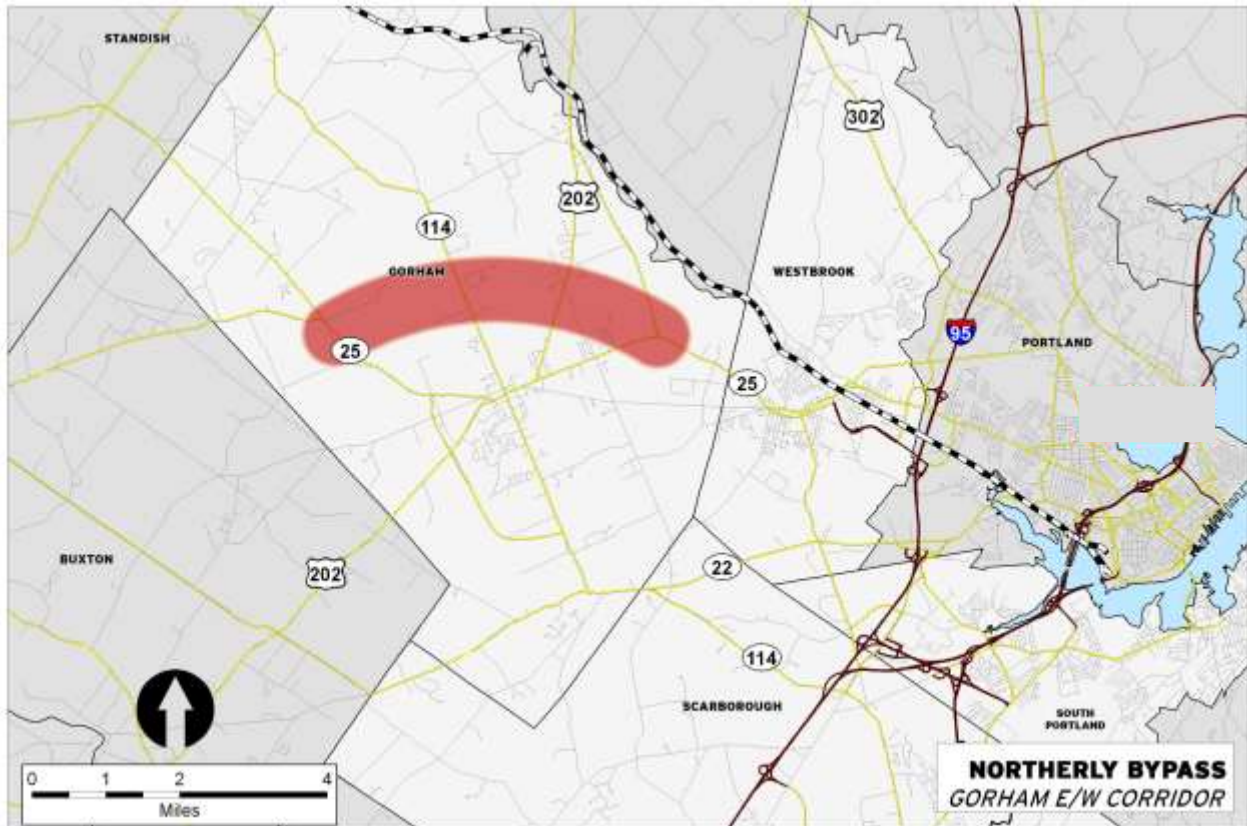 STANDISH
302
202
114
GORHAM
WESTBROOK
95
PORTLAND
25
25
BUXTON
202
22
114
SCARBOROUGH
SOUTH
PORTLAND
0 1 2 4
Miles
NORTHERLY BYPASS
GORHAM E/W CORRIDOR